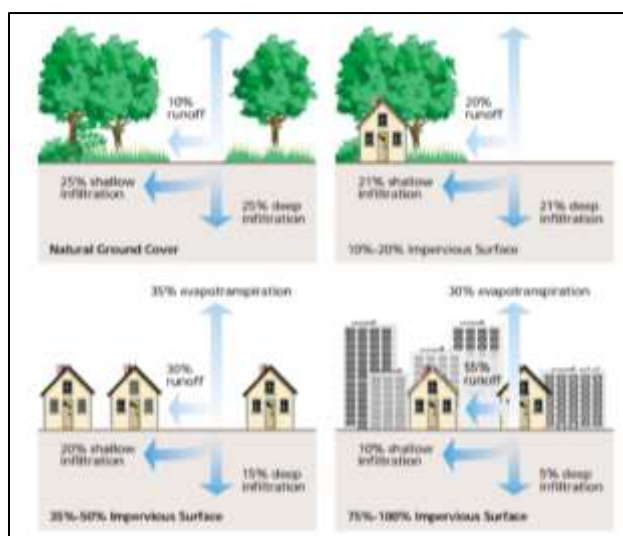 10%
runoff
25% shallow
infiltration
25% deep
infiltration
Natural Ground Cover
20%
runoff
21% shallow
infiltration
21% deep
infiltration
10%-20% Impervious Surface
35% evapotranspiration
30%
runoff
20% shallow
infiltration
15% deep
infiltration
35%-50% Impervious Surface
30% evapotranspiration
55%
runoff
10% shallow
infiltration
5% deep
infiltration
75%-100% Impervious Surface